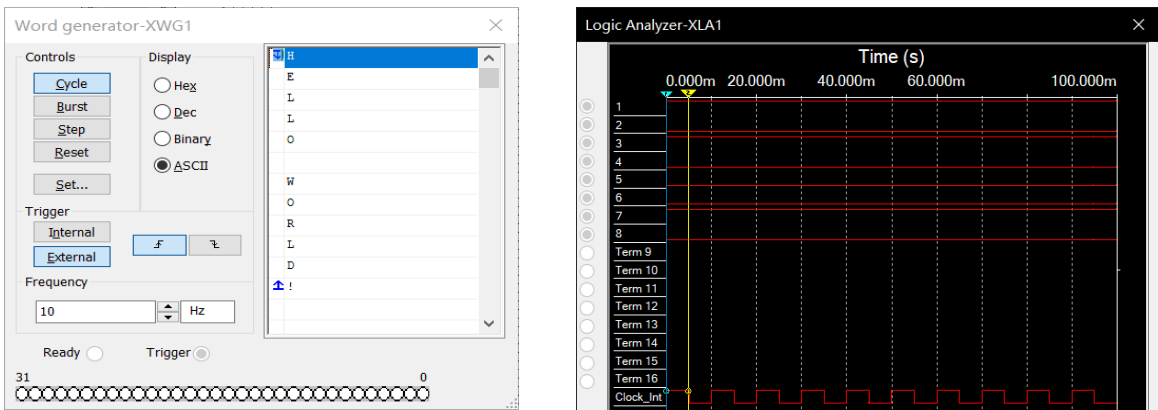 Word generator-XWG1
Controls
Cycle
Burst
Step
Reset
Set...
Display
Hex
Dec
Binary
ASCII
Trigger
Internal
External
Frequency
10 Hz
Ready Trigger
31 0
H
E
L
L
O
W
O
R
L
D
!
Logic Analyzer-XLA1
Time (s)
0.000m 20.000m 40.000m 60.000m 100.000m
1
2
3
4
5
6
7
8
Term 9
Term 10
Term 11
Term 12
Term 13
Term 14
Term 15
Term 16
Clock_Int